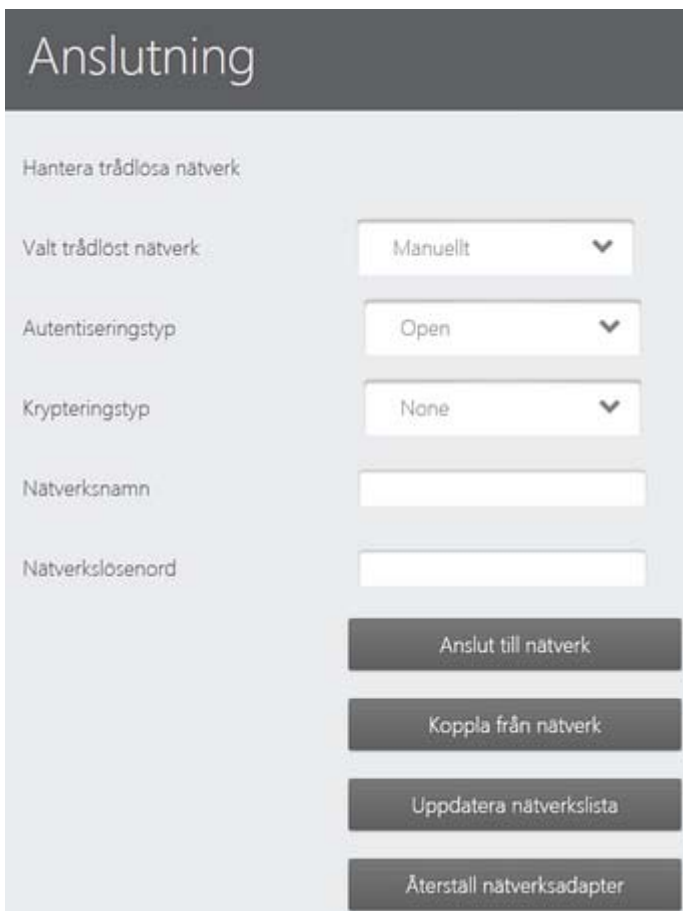 Anslutning
Hantera trådlösa nätverk
Valt trådlöst nätverk Manuellt
Autentiseringstyp Open
Krypteringstyp None
Nätverksnamn
Nätverkslösenord
Anslut till nätverk
Koppla från nätverk
Uppdatera nätverkslista
Återställ nätverksadapter